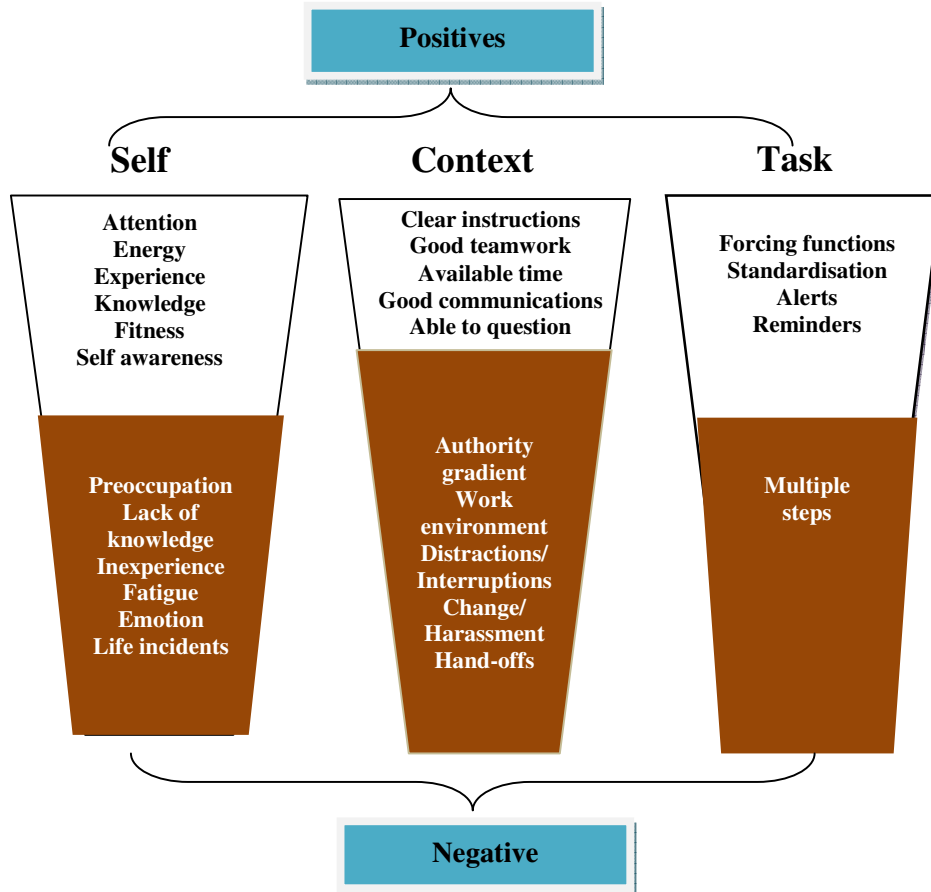 Positives
Self
Attention
Energy
Experience
Knowledge
Fitness
Self awareness
Preoccupation
Lack of
knowledge
Inexperience
Fatigue
Emotion
Life incidents
Context
Clear instructions
Good teamwork
Available time
Good communications
Able to question
Authority
gradient
Work
environment
Distractions/
Interruptions
Change/
Harassment
Hand-offs
Task
Forcing functions
Standardisation
Alerts
Reminders
Multiple
steps
Negative